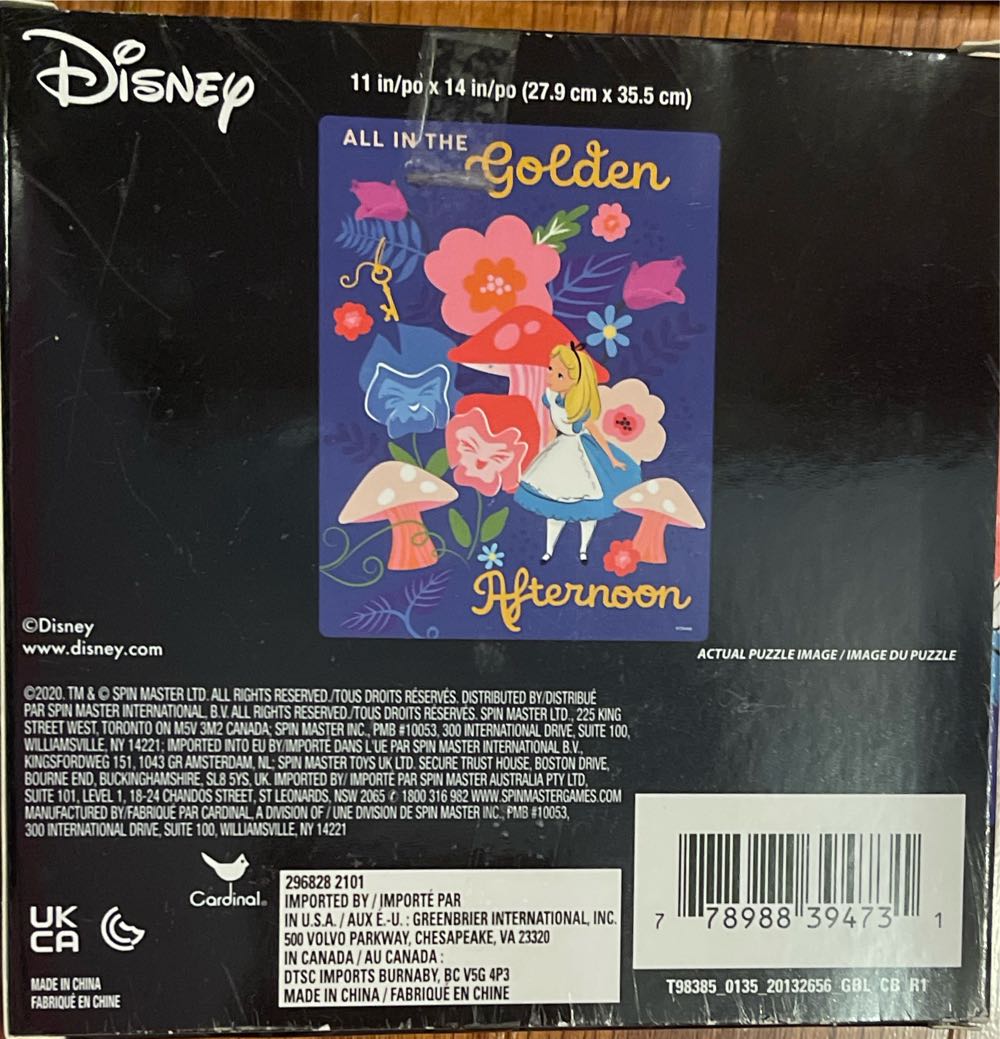 DISNEY
11 in/po x 14 in/po (27.9 cm x 35.5 cm)
ALL IN THE
Golden
Afternoon
©Disney
www.disney.com
ACTUAL PUZZLE IMAGE / IMAGE DU PUZZLE
©2020. TM & © SPIN MASTER LTD. ALL RIGHTS RESERVED./TOUS DROITS RÉSERVÉS. DISTRIBUTED BY/DISTRIBUÉ
PAR SPIN MASTER INTERNATIONAL, B.V. ALL RIGHTS RESERVED./TOUS DROITS RÉSERVÉS. SPIN MASTER LTD., 225 KING
STREET WEST, TORONTO ON M5V 3M2 CANADA; SPIN MASTER INC., PMB #10053, 300 INTERNATIONAL DRIVE, SUITE 100,
WILLIAMSVILLE, NY 14221; IMPORTED INTO EU BY/IMPORTÉ DANS L'UE PAR SPIN MASTER INTERNATIONAL B.V.,
KINGSFORDWEG 151, 1043 GR AMSTERDAM, NL; SPIN MASTER TOYS UK LTD. SECURE TRUST HOUSE, BOSTON DRIVE,
BOURNE END, BUCKINGHAMSHIRE, SL8 5YS, UK. IMPORTED BY/ IMPORTÉ PAR SPIN MASTER AUSTRALIA PTY LTD,
SUITE 101, LEVEL 1, 18-24 CHANDOS STREET, ST LEONARDS, NSW 2065 ✆ 1800 316 982 WWW.SPINMASTERGAMES.COM
MANUFACTURED BY/FABRIQUÉ PAR CARDINAL, A DIVISION OF / UNE DIVISION DE SPIN MASTER INC., PMB #10053,
300 INTERNATIONAL DRIVE, SUITE 100, WILLIAMSVILLE, NY 14221
Cardinal®
UK
CA
MADE IN CHINA
FABRIQUÉ EN CHINE
296828 2101
IMPORTED BY / IMPORTÉ PAR
IN U.S.A. / AUX É.-U. : GREENBRIER INTERNATIONAL, INC.
500 VOLVO PARKWAY, CHESAPEAKE, VA 23320
IN CANADA / AU CANADA :
DTSC IMPORTS BURNABY, BC V5G 4P3
MADE IN CHINA / FABRIQUÉ EN CHINE
7 78988 39473 1
T98385_0135_20132656_GBL_CB_R1